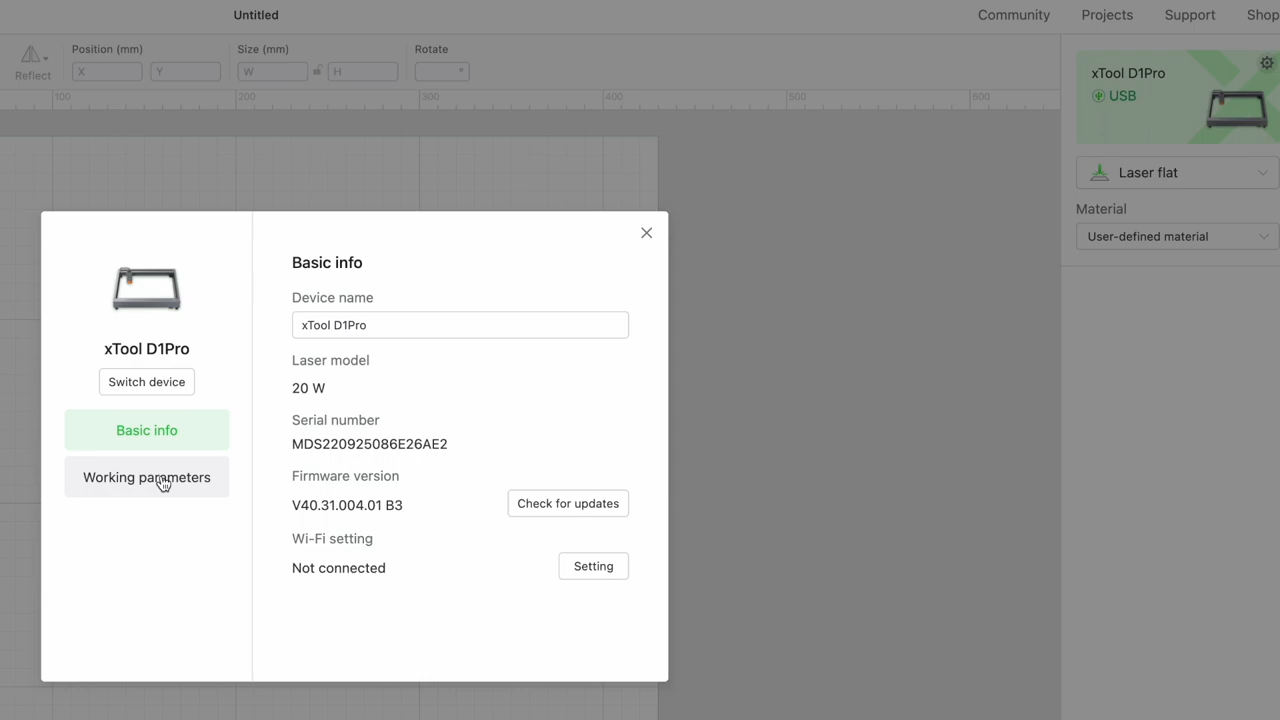 Untitled
Community
Projects
Support
Shop
Reflect
Position (mm)
X
Y
Size (mm)
W
H
Rotate
°
100
200
300
400
500
600
xTool D1Pro
USB
Laser flat
Material
User-defined material
xTool D1Pro
Switch device
Basic info
Working parameters
Basic info
Device name
xTool D1Pro
Laser model
20 W
Serial number
MDS220925086E26AE2
Firmware version
V40.31.004.01 B3
Check for updates
Wi-Fi setting
Not connected
Setting